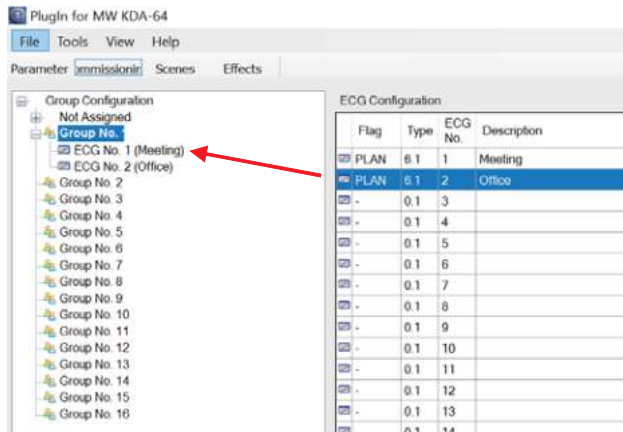 PlugIn for MW KDA-64
File Tools View Help
Parameter ommissionin Scenes Effects
Group Configuration
Not Assigned
Group No. 1
ECG No. 1 (Meeting)
ECG No. 2 (Office)
Group No. 2
Group No. 3
Group No. 4
Group No. 5
Group No. 6
Group No. 7
Group No. 8
Group No. 9
Group No. 10
Group No. 11
Group No. 12
Group No. 13
Group No. 14
Group No. 15
Group No. 16
ECG Configuration
Flag Type ECG No. Description
PLAN 6.1 1 Meeting
PLAN 6.1 2 Office
- 0.1 3
- 0.1 4
- 0.1 5
- 0.1 6
- 0.1 7
- 0.1 8
- 0.1 9
- 0.1 10
- 0.1 11
- 0.1 12
- 0.1 13
0.1 14